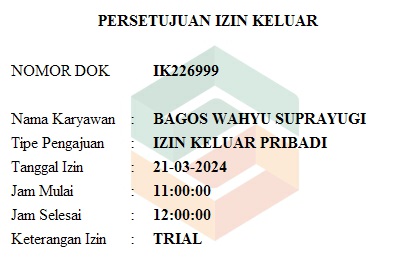 PERSETUJUAN IZIN KELUAR
NOMOR DOK IK226999
Nama Karyawan : BAGOS WAHYU SUPRAYUGI
Tipe Pengajuan : IZIN KELUAR PRIBADI
Tanggal Izin : 21-03-2024
Jam Mulai : 11:00:00
Jam Selesai : 12:00:00
Keterangan Izin : TRIAL